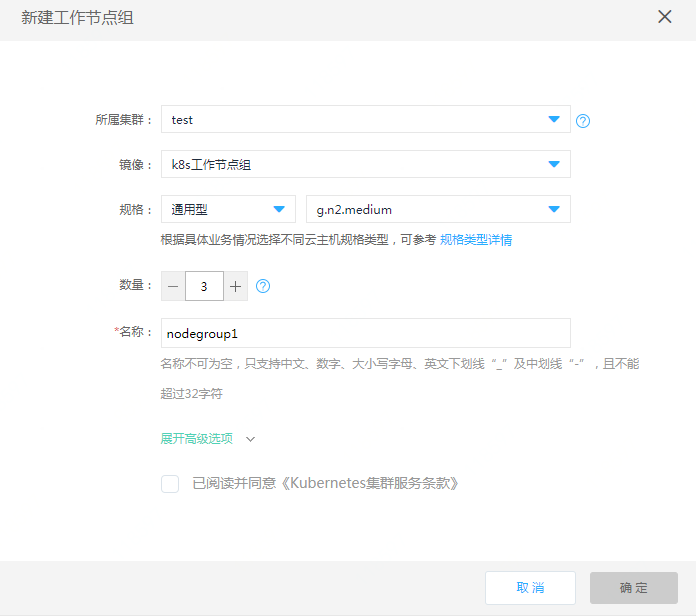 新建工作节点组
所属集群： test
镜像： k8s工作节点组
规格： 通用型 g.n2.medium
根据具体业务情况选择不同云主机规格类型，可参考 规格类型详情
数量： 3
*名称： nodegroup1
名称不可为空，只支持中文、数字、大小写字母、英文下划线“_”及中划线“-”，且不能
超过32字符
展开高级选项
已阅读并同意《Kubernetes集群服务条款》
取消 确定